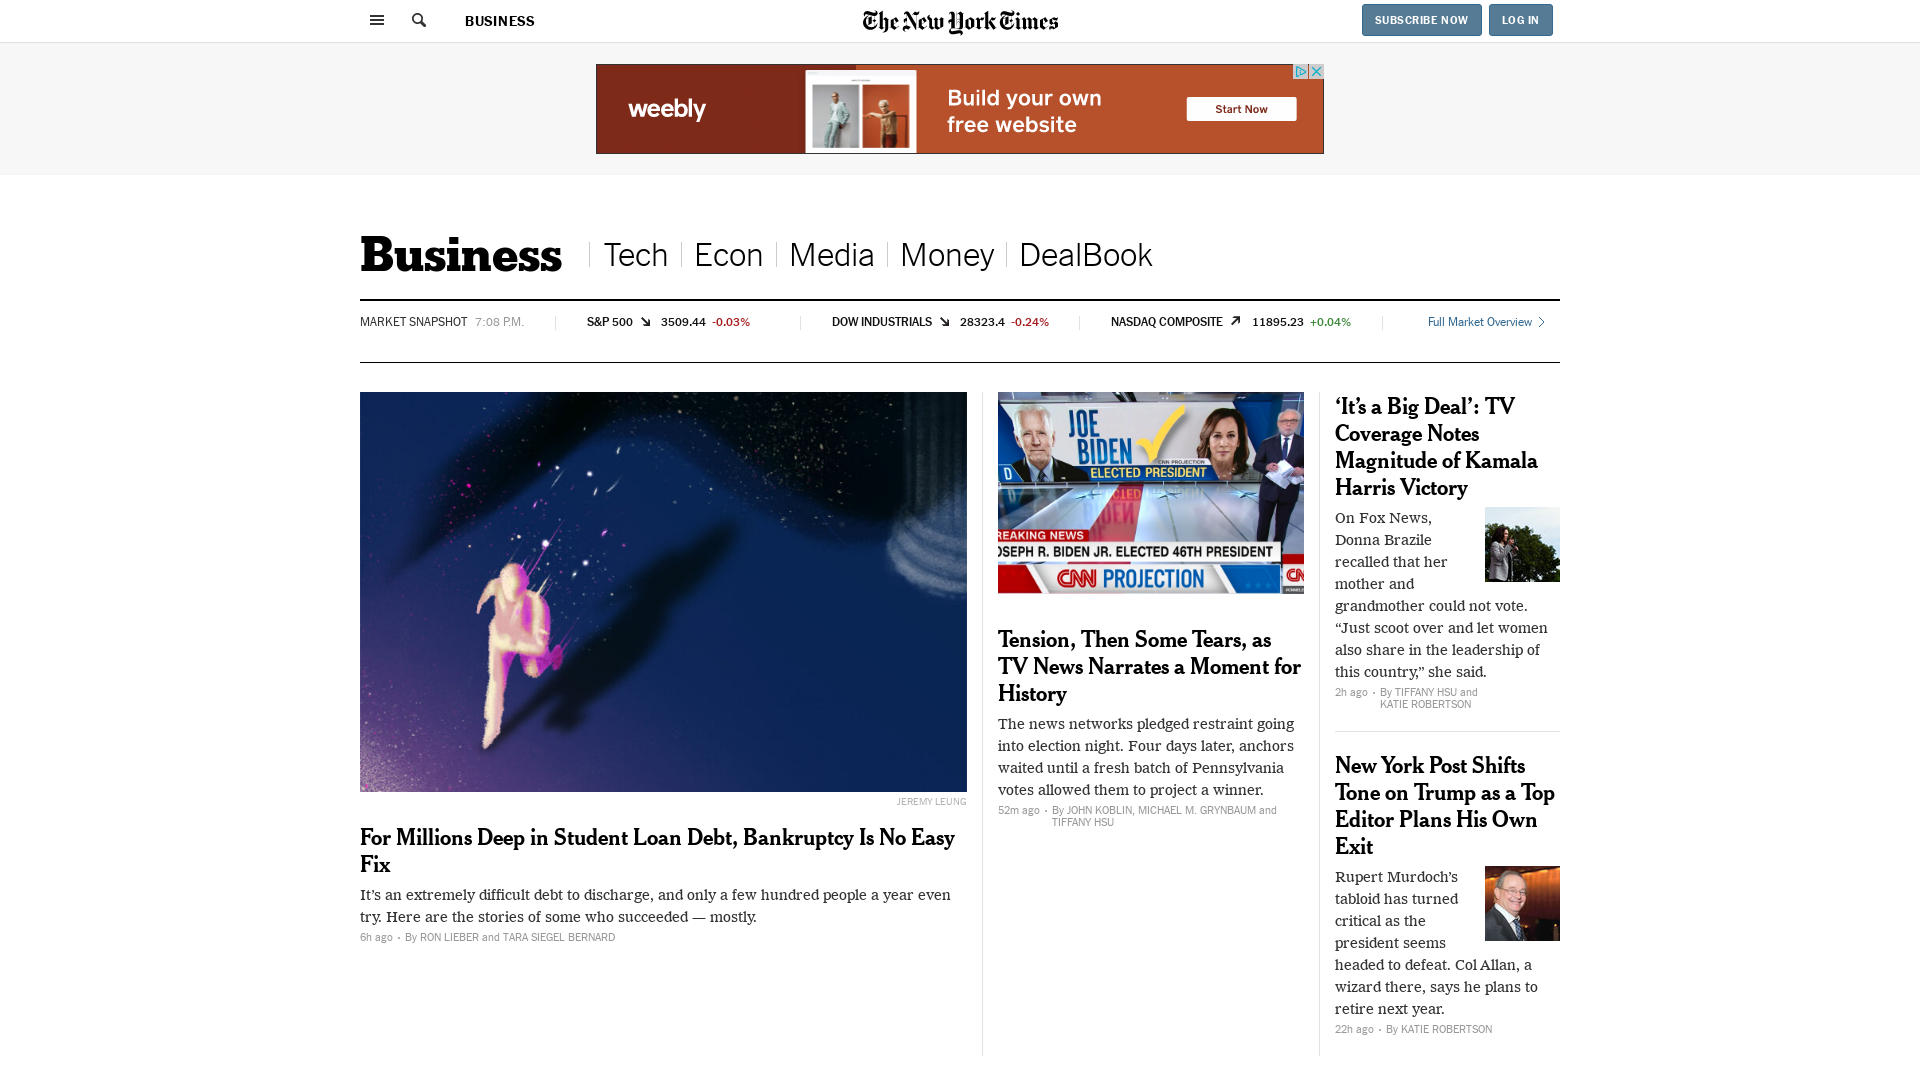 BUSINESS
The New York Times
SUBSCRIBE NOW
LOG IN
weebly
Build your own
free website
Start Now
Business
Tech
Econ
Media
Money
DealBook
MARKET SNAPSHOT 7:08 P.M.
S&P 500 3509.44 -0.03%
DOW INDUSTRIALS 28323.4 -0.24%
NASDAQ COMPOSITE 11895.23 +0.04%
Full Market Overview
JEREMY LEUNG
For Millions Deep in Student Loan Debt, Bankruptcy Is No Easy
Fix
It’s an extremely difficult debt to discharge, and only a few hundred people a year even
try. Here are the stories of some who succeeded — mostly.
6h ago • By RON LIEBER and TARA SIEGEL BERNARD
JOE
BIDEN
CNN PROJECTION
ELECTED PRESIDENT
REAKING NEWS
OSEPH R. BIDEN JR. ELECTED 46TH PRESIDENT
CNN PROJECTION
Tension, Then Some Tears, as
TV News Narrates a Moment for
History
The news networks pledged restraint going
into election night. Four days later, anchors
waited until a fresh batch of Pennsylvania
votes allowed them to project a winner.
52m ago • By JOHN KOBLIN, MICHAEL M. GRYNBAUM and
TIFFANY HSU
‘It’s a Big Deal’: TV
Coverage Notes
Magnitude of Kamala
Harris Victory
On Fox News,
Donna Brazile
recalled that her
mother and
grandmother could not vote.
“Just scoot over and let women
also share in the leadership of
this country,” she said.
2h ago • By TIFFANY HSU and
KATIE ROBERTSON
New York Post Shifts
Tone on Trump as a Top
Editor Plans His Own
Exit
Rupert Murdoch’s
tabloid has turned
critical as the
president seems
headed to defeat. Col Allan, a
wizard there, says he plans to
retire next year.
22h ago • By KATIE ROBERTSON